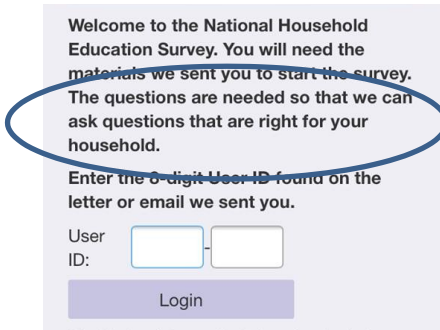 Welcome to the National Household
Education Survey. You will need the
materials we sent you to start the survey.
The questions are needed so that we can
ask questions that are right for your
household.
Enter the 8-digit User ID found on the
letter or email we sent you.
User
ID:
-
Login